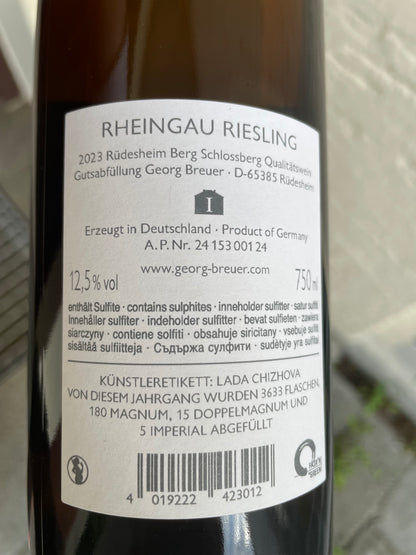 RHEINGAU RIESLING
2023 Rüdesheim Berg Schlossberg Qualitätswein
Gutsabfüllung Georg Breuer · D-65385 Rüdesheim
I
Erzeugt in Deutschland · Product of Germany
A. P. Nr. 24 153 001 24
www.georg-breuer.com
12,5% vol 750 ml
enthält Sulfite · contains sulphites · inneholder sulfitter · satur sulfīti
Innehåller sulfiter · indeholder sulfitter · bevat sulfieten · zawiera
siarczyny · contiene solfiti · obsahuje siricitany · vsebuje sulfiti
sisältää sulfiitteja · Съдържа сулфити · sudėtyje yra sulfitai
KÜNSTLERETIKETT: LADA CHIZHOVA
VON DIESEM JAHRGANG WURDEN 3633 FLASCHEN,
180 MAGNUM, 15 DOPPELMAGNUM UND
5 IMPERIAL ABGEFÜLLT
4 019222 423012